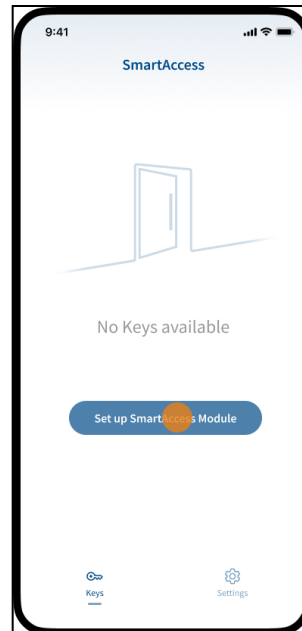 9:41
SmartAccess
No Keys available
Set up SmartAccess Module
Keys
Settings